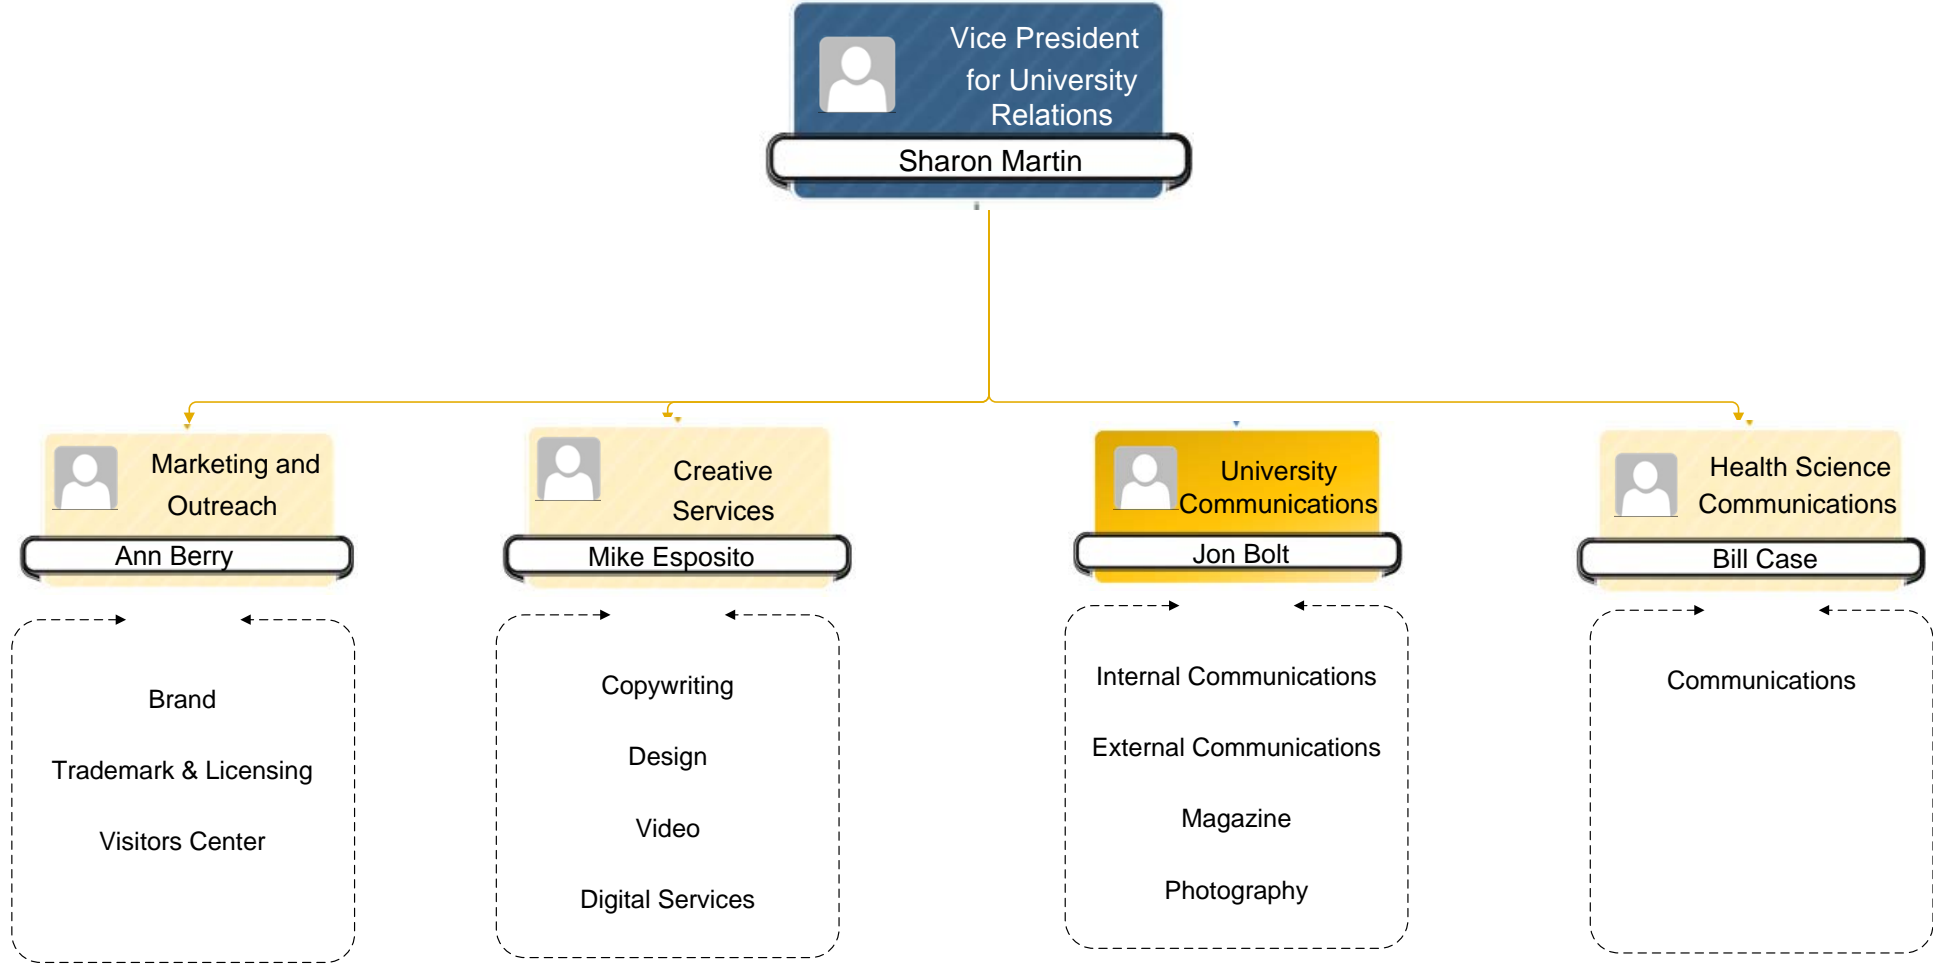 Vice President
for University
Relations
Sharon Martin
Marketing and
Outreach
Ann Berry
Creative
Services
Mike Esposito
University
Communications
Jon Bolt
Health Science
Communications
Bill Case
Brand
Trademark & Licensing
Visitors Center
Copywriting
Design
Video
Digital Services
Internal Communications
External Communications
Magazine
Photography
Communications